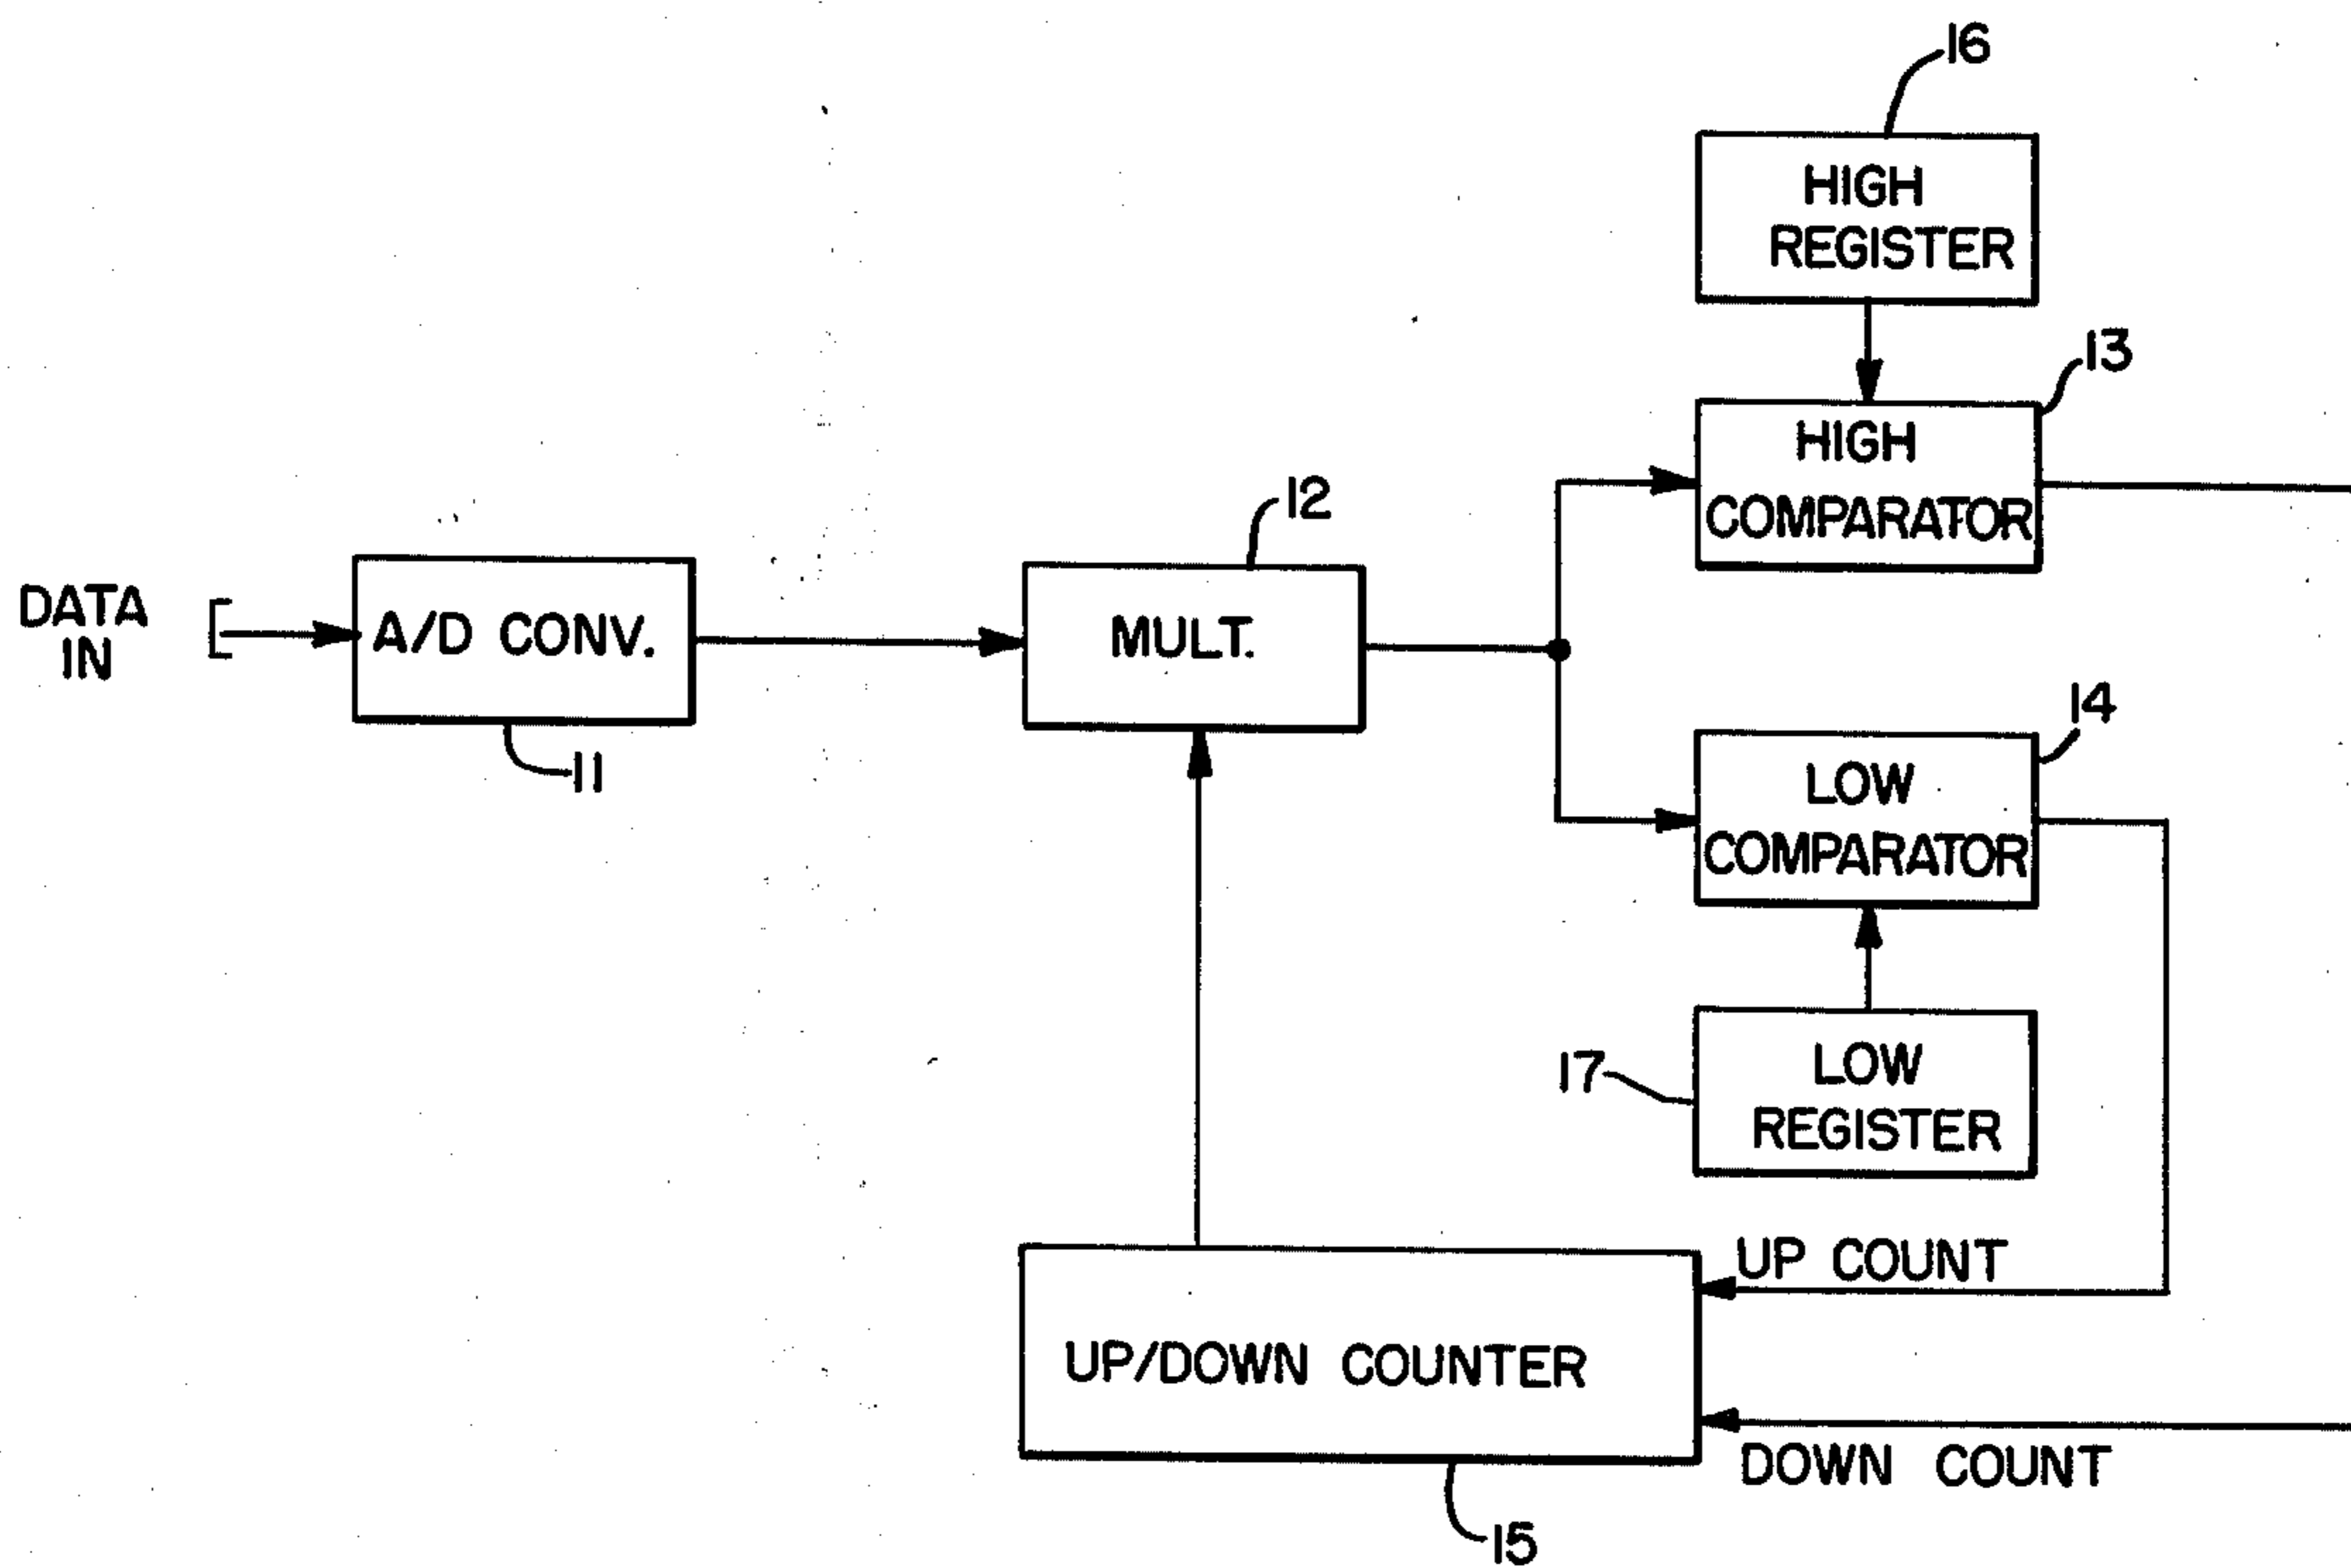 16
HIGH
REGISTER
13
HIGH
COMPARATOR
12
DATA
IN
A/D CONV.
MULT.
11
14
LOW
COMPARATOR
17
LOW
REGISTER
UP COUNT
UP/DOWN COUNTER
DOWN COUNT
15